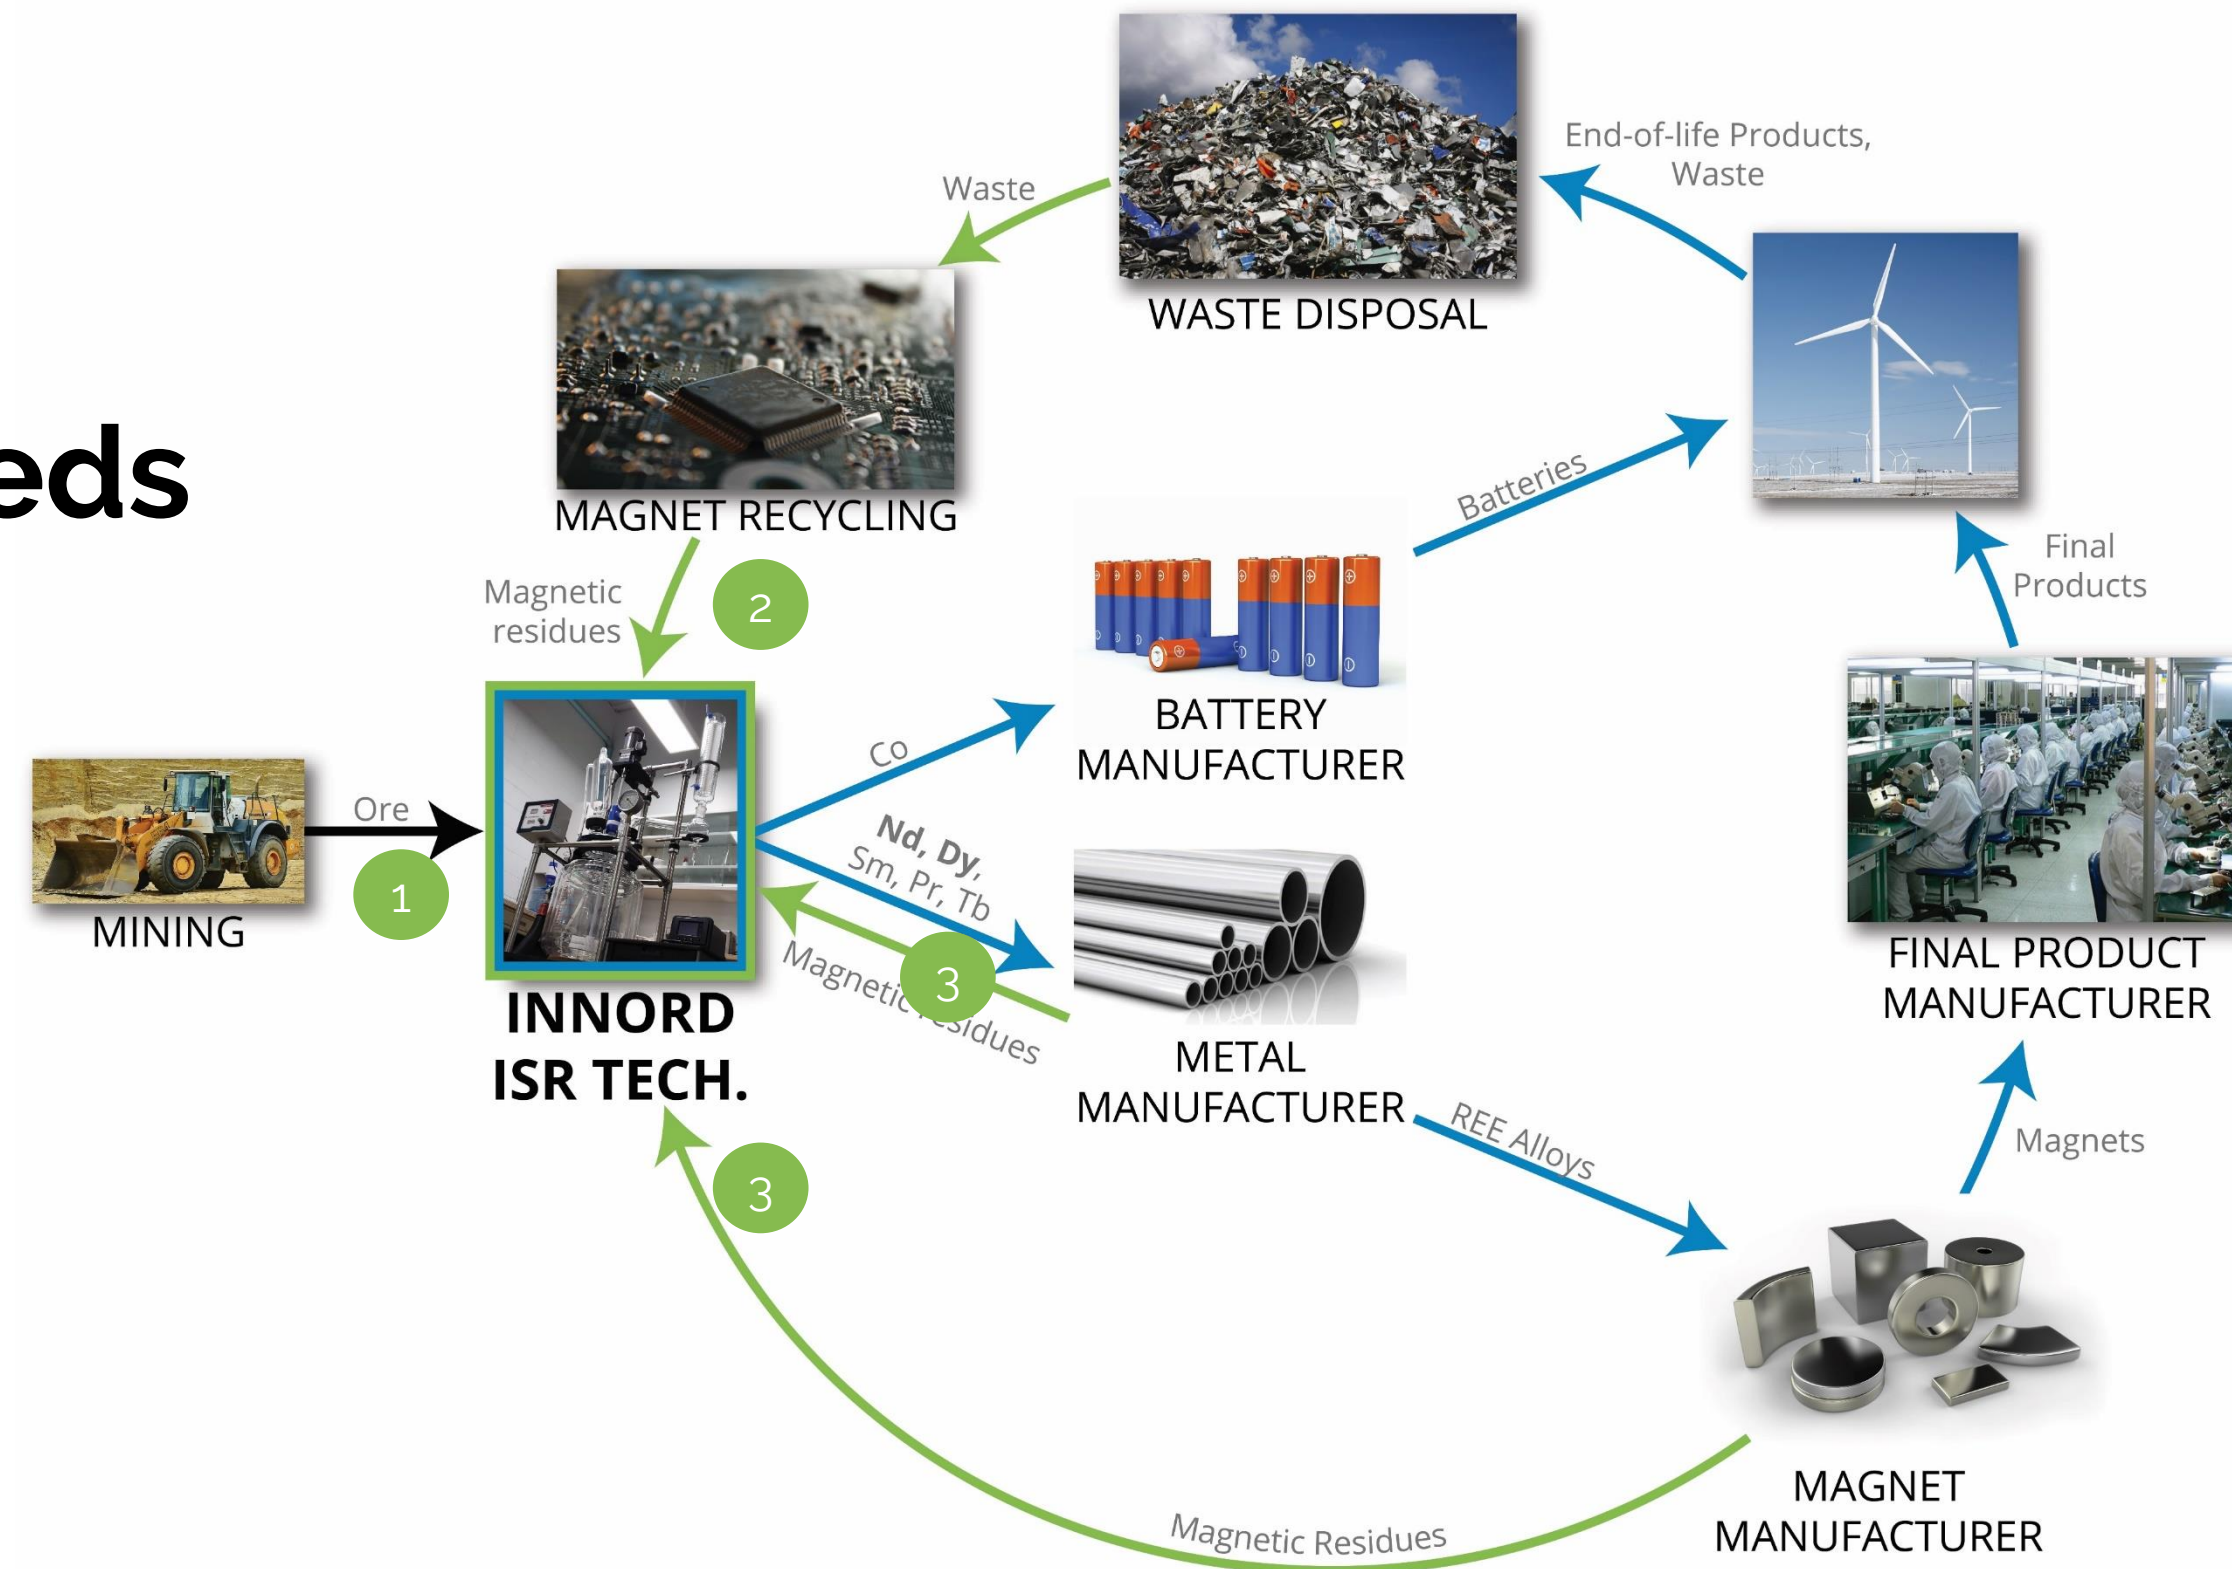 End-of-life Products,
Waste
Waste
WASTE DISPOSAL
eds
MAGNET RECYCLING
Batteries
Final
Products
Magnetic
residues
2
BATTERY
MANUFACTURER
Co
Ore
1
MINING
Nd, Dy,
Sm, Pr, Tb
Magnetic residues
3
INNORD
ISR TECH.
METAL
MANUFACTURER
FINAL PRODUCT
MANUFACTURER
REE Alloys
Magnets
3
Magnetic Residues
MAGNET
MANUFACTURER